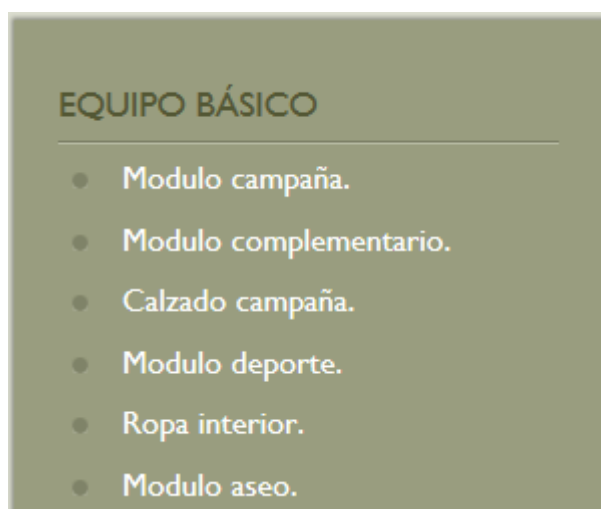 EQUIPO BÁSICO
Modulo campaña.
Modulo complementario.
Calzado campaña.
Modulo deporte.
Ropa interior.
Modulo aseo.